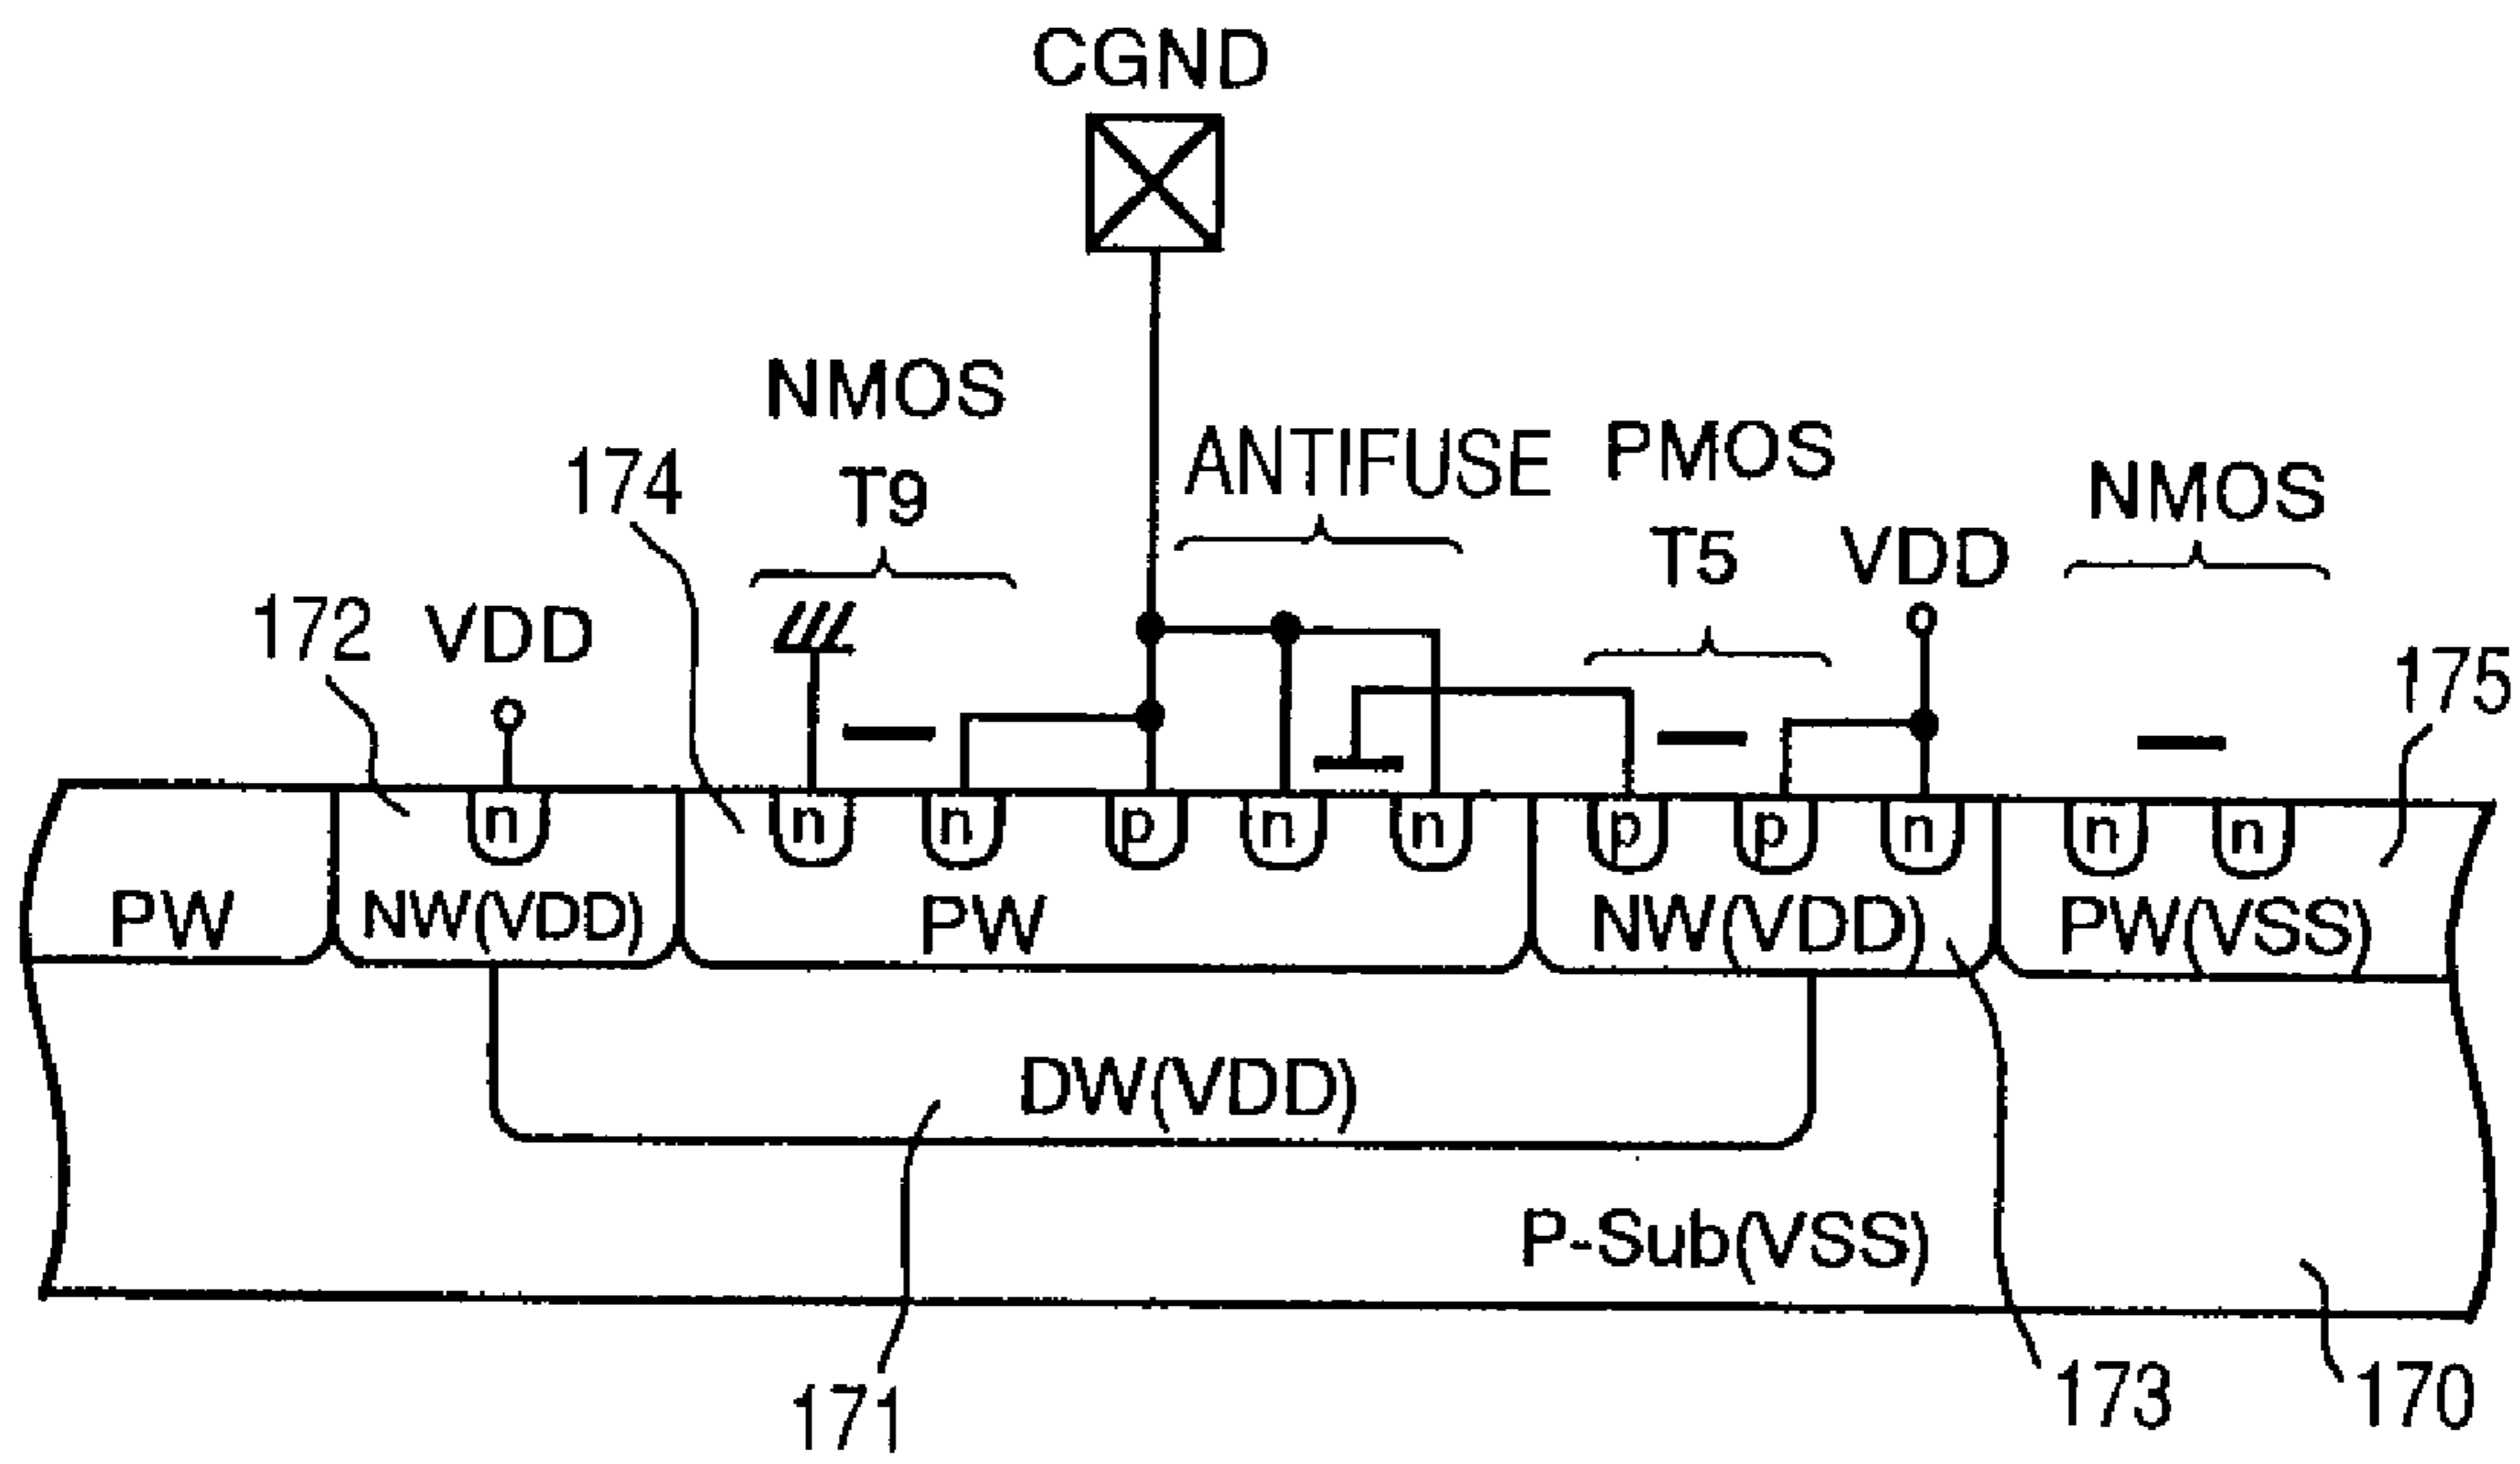 CGND
NMOS
T9
174
ANTIFUSE
PMOS
T5
VDD
NMOS
172
VDD
175
n
n
n
p
n
n
p
p
n
n
n
PW
NW(VDD)
PW
NW(VDD)
PW(VSS)
DW(VDD)
P-Sub(VSS)
171
173
170